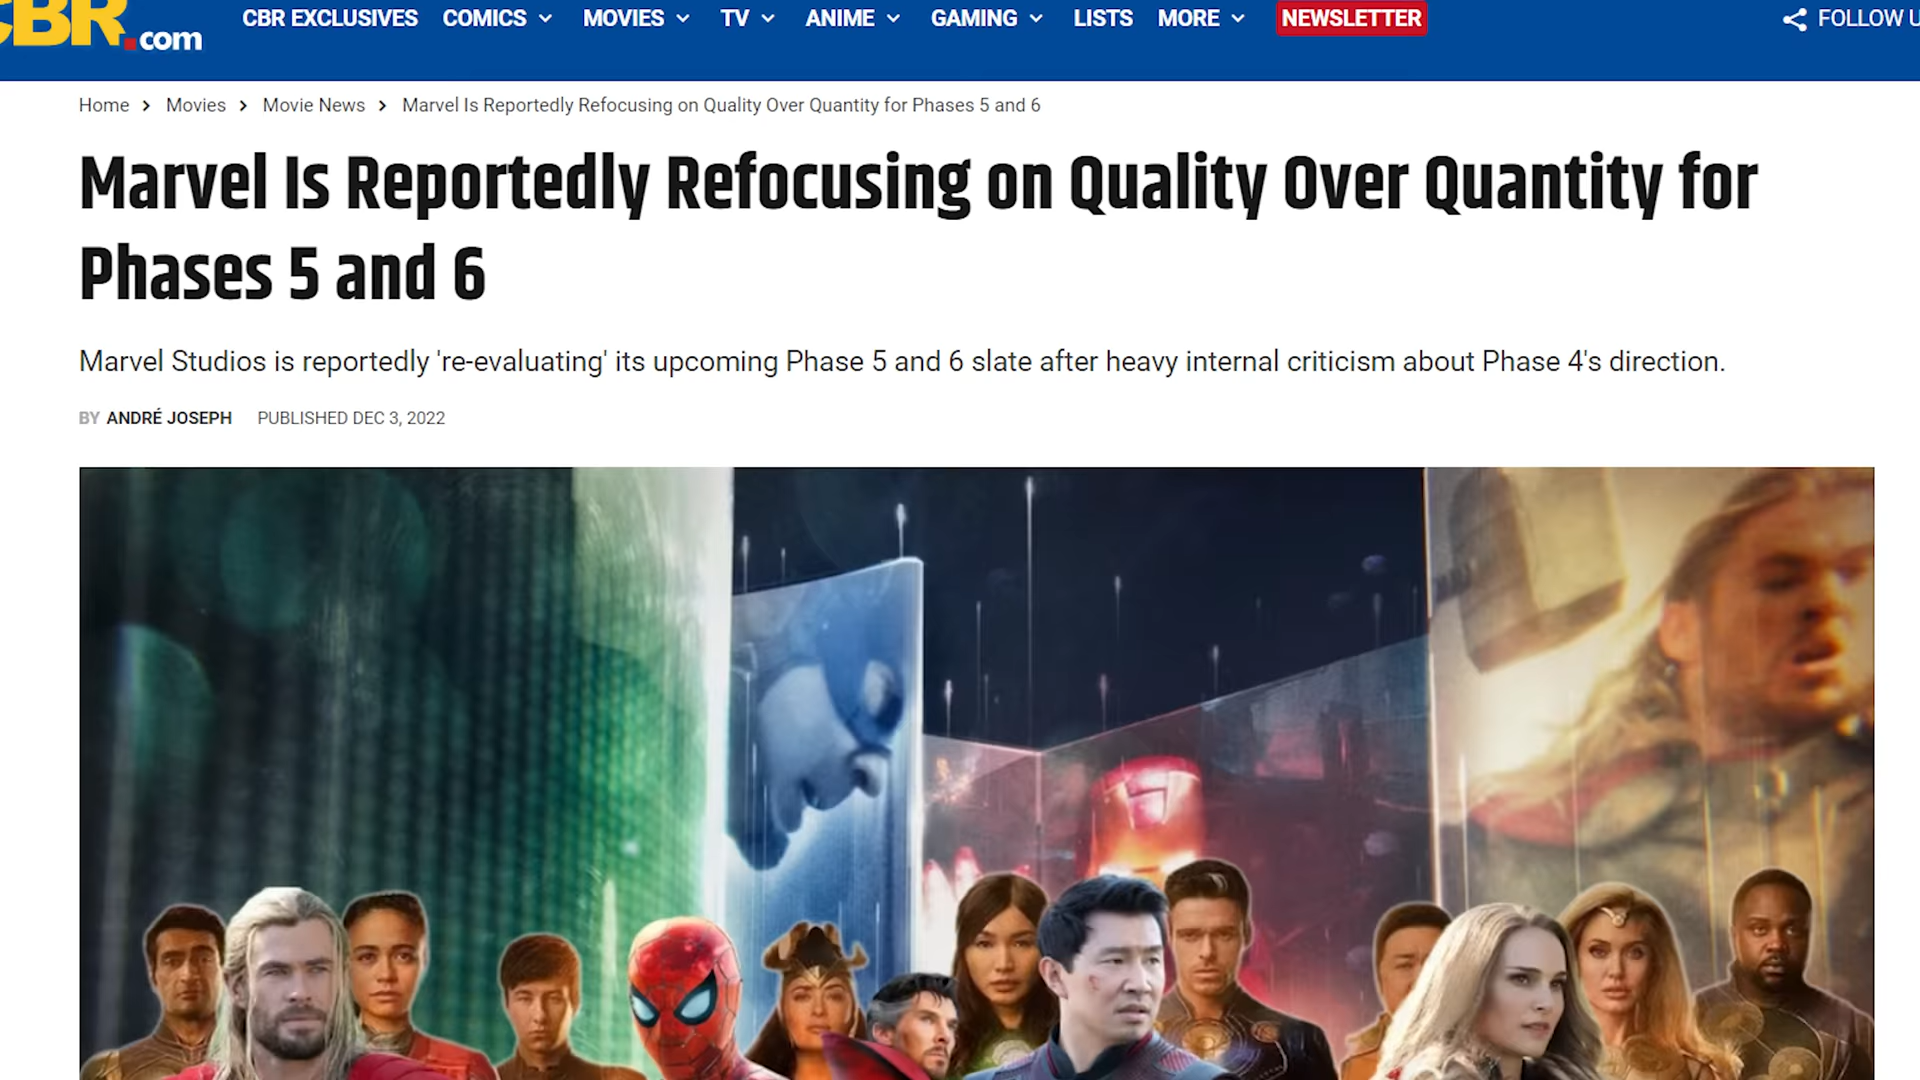 CBR.com
CBR EXCLUSIVES COMICS MOVIES TV ANIME GAMING LISTS MORE NEWSLETTER FOLLOW U
Home > Movies > Movie News > Marvel Is Reportedly Refocusing on Quality Over Quantity for Phases 5 and 6
Marvel Is Reportedly Refocusing on Quality Over Quantity for
Phases 5 and 6
Marvel Studios is reportedly 're-evaluating' its upcoming Phase 5 and 6 slate after heavy internal criticism about Phase 4's direction.
BY ANDRÉ JOSEPH PUBLISHED DEC 3, 2022